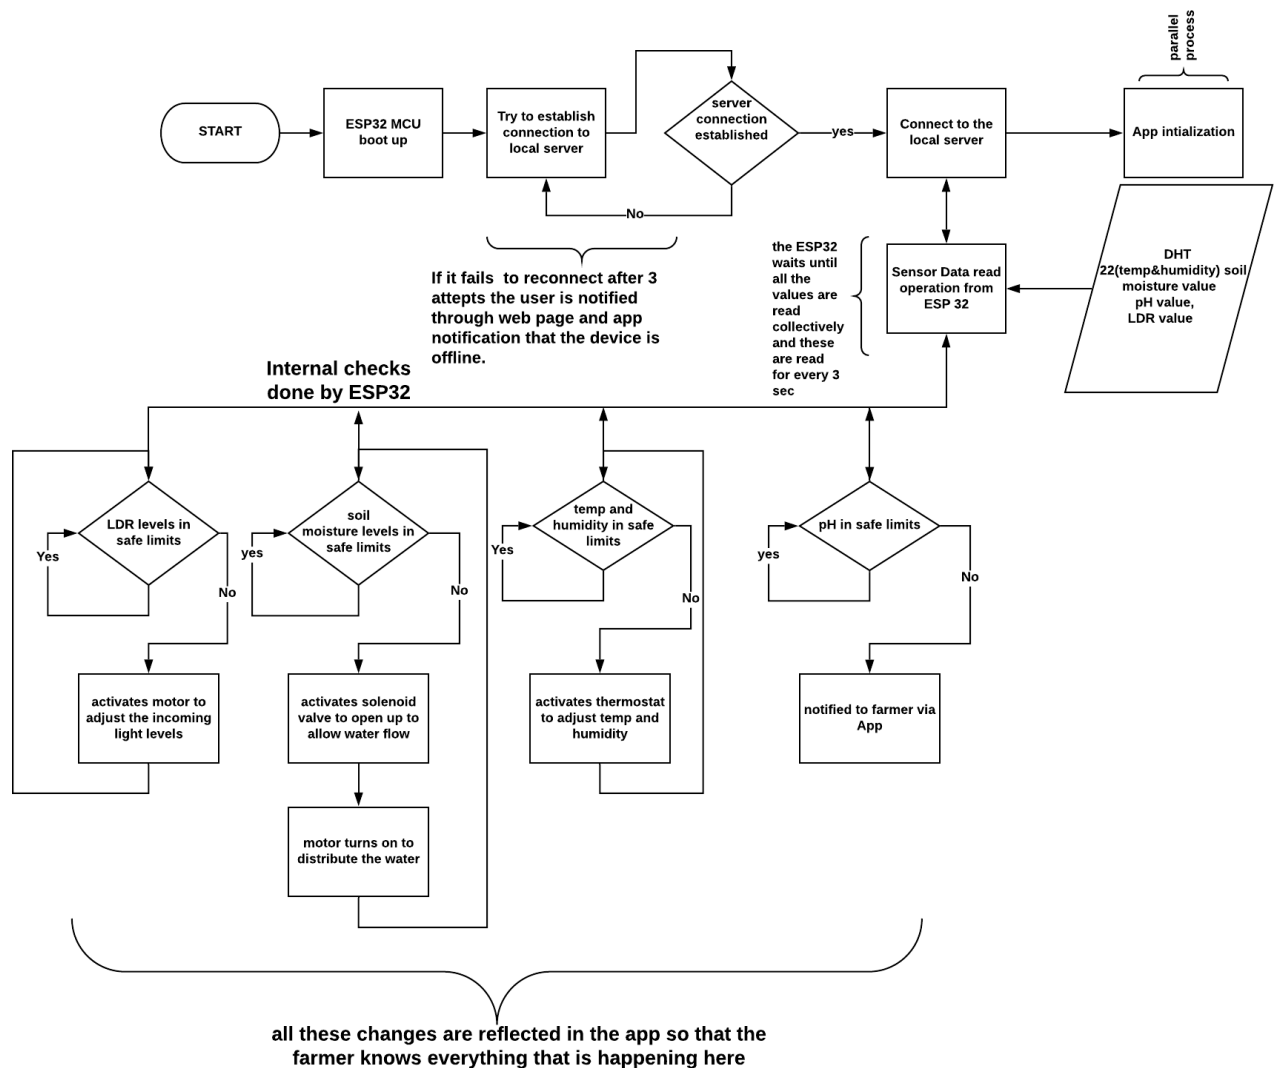 parallel
process
START
ESP32 MCU
boot up
Try to establish
connection to
local server
server
connection
established
yes
Connect to the
local server
App intialization
No
If it fails  to reconnect after 3
attepts the user is notified
through web page and app
notification that the device is
offline.
the ESP32
waits until
all the
values are
read
collectively
and these
are read
for every 3
sec
Sensor Data read
operation from
ESP 32
DHT
22(temp&humidity) soil
moisture value
pH value,
LDR value
Internal checks
done by ESP32
LDR levels in
safe limits
Yes
No
soil
moisture levels in
safe limits
yes
No
temp and
humidity in safe
limits
Yes
No
pH in safe limits
yes
No
activates motor to
adjust the incoming
light levels
activates solenoid
valve to open up to
allow water flow
activates thermostat
to adjust temp and
humidity
notified to farmer via
App
motor turns on to
distribute the water
all these changes are reflected in the app so that the
farmer knows everything that is happening here